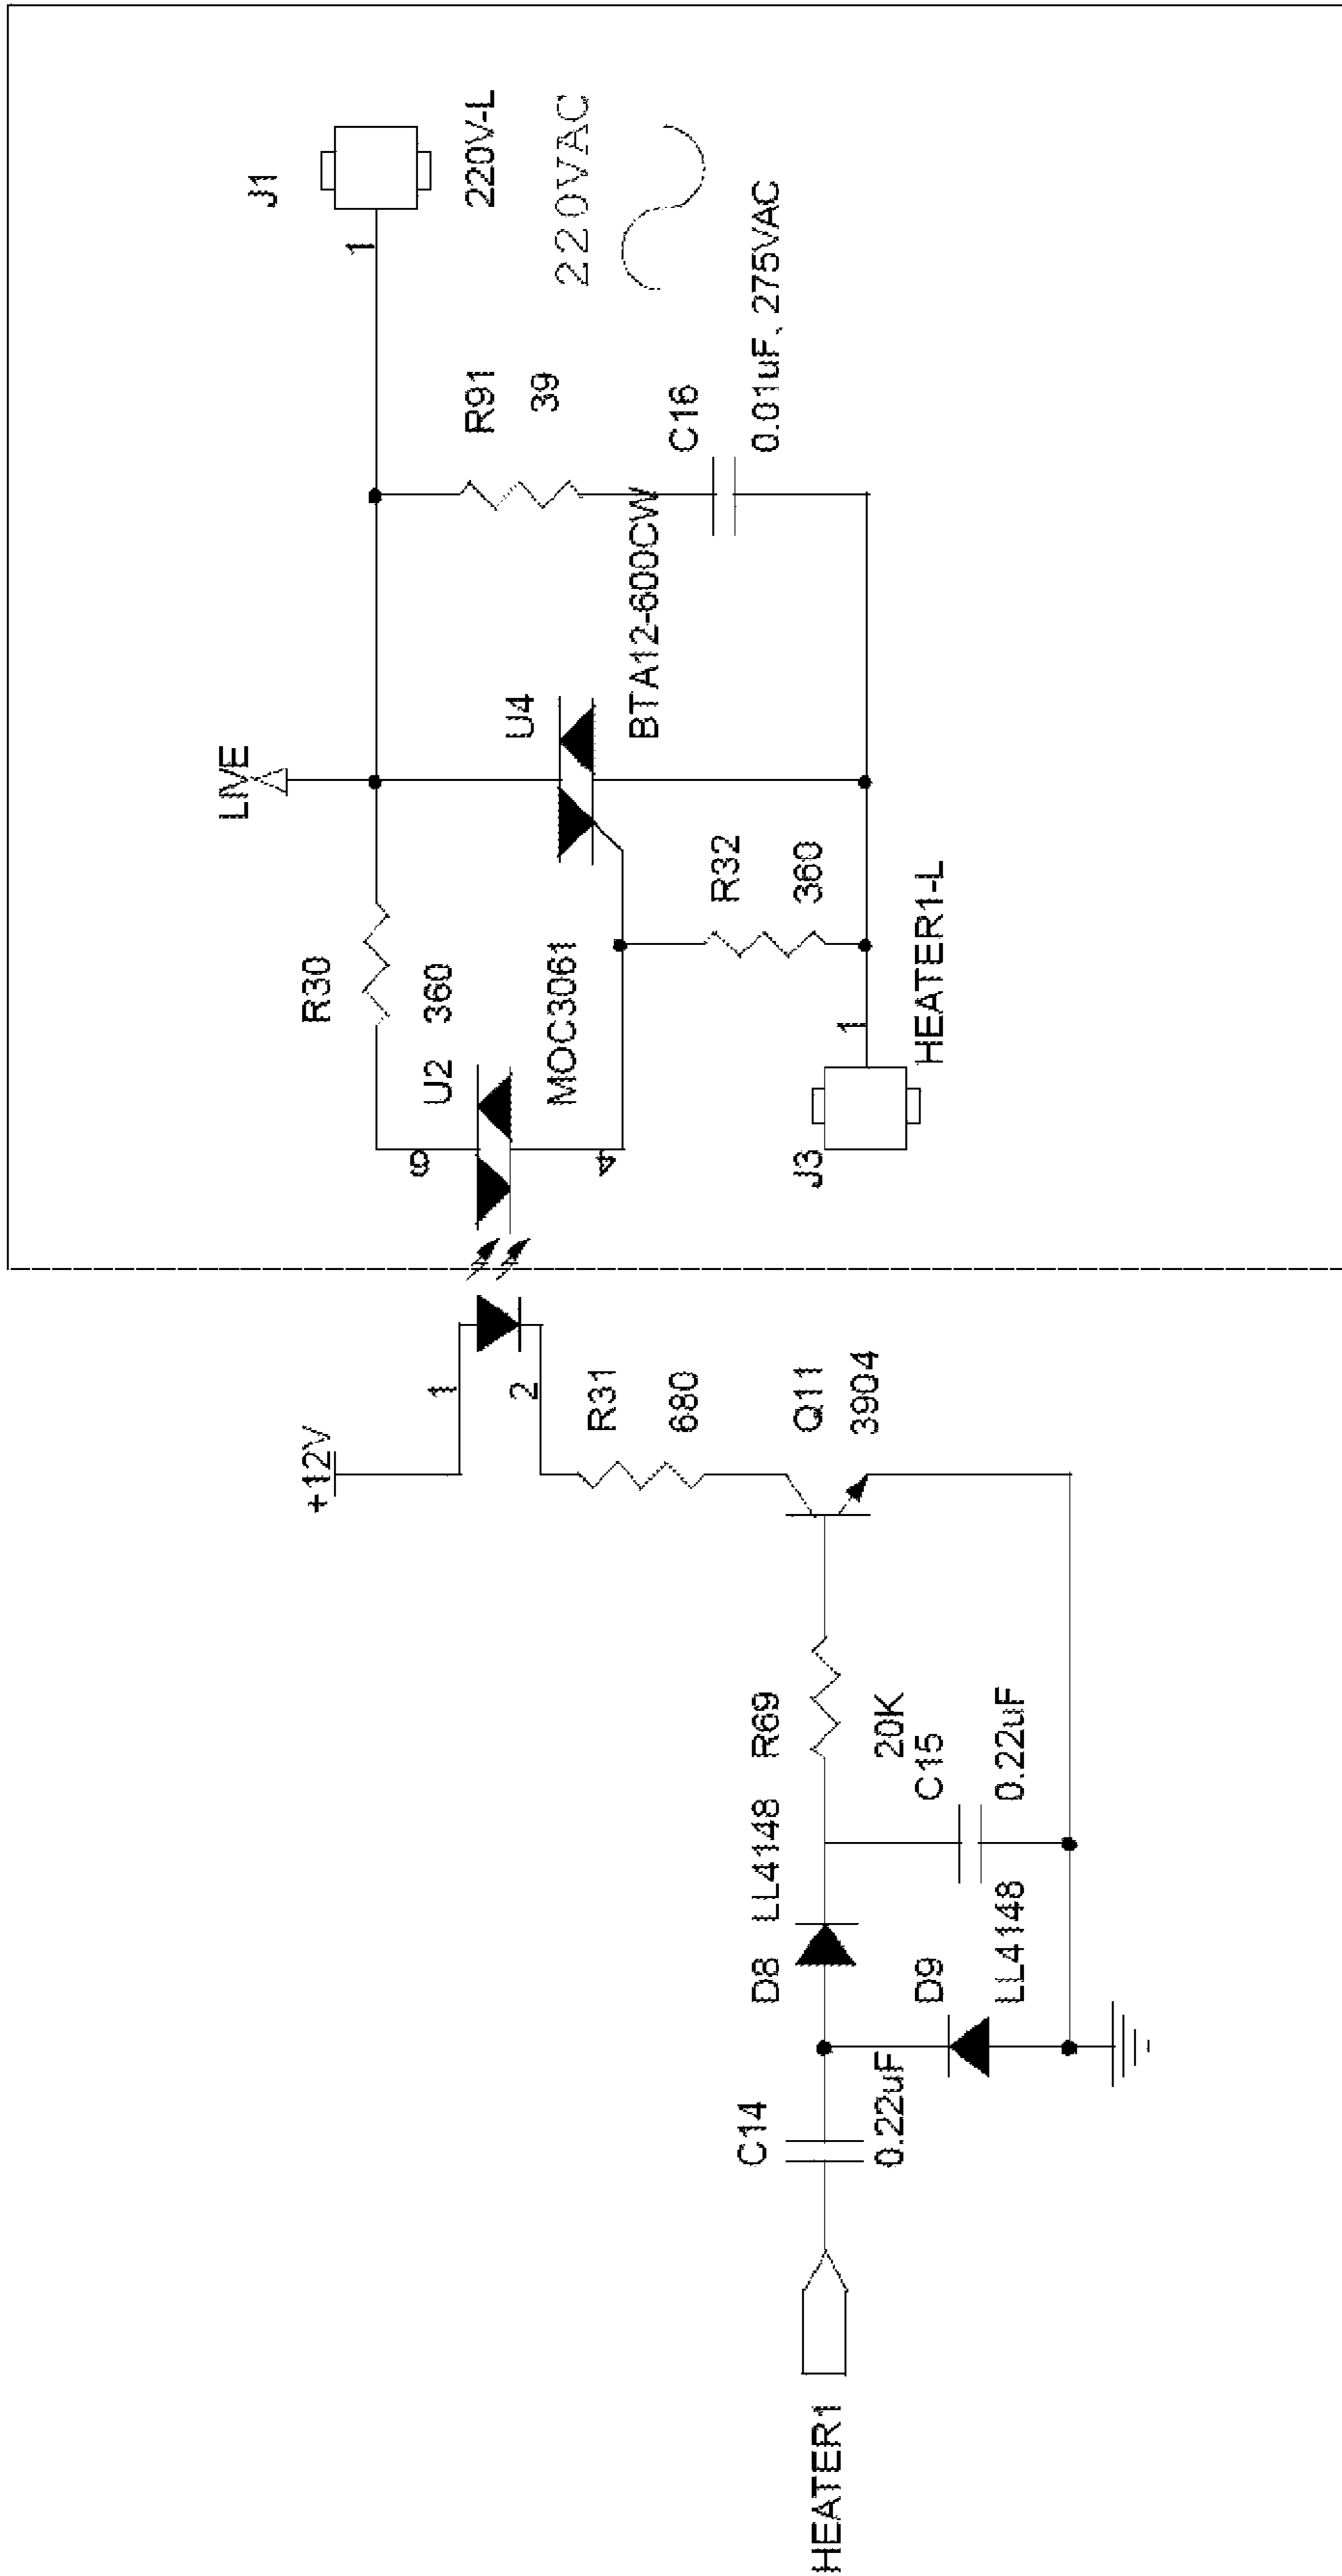 HEATER1
C14
0.22uF
D8
LL4148
D9
LL4148
R69
20K
C15
0.22uF
+12V
1
2
R31
680
Q11
3904
U2
MOC3061
6
4
R30
360
LIVE
U4
BTA12-600CW
R32
360
J3
1
HEATER1-L
R91
39
C16
0.01uF, 275VAC
J1
1
220V-L
220VAC